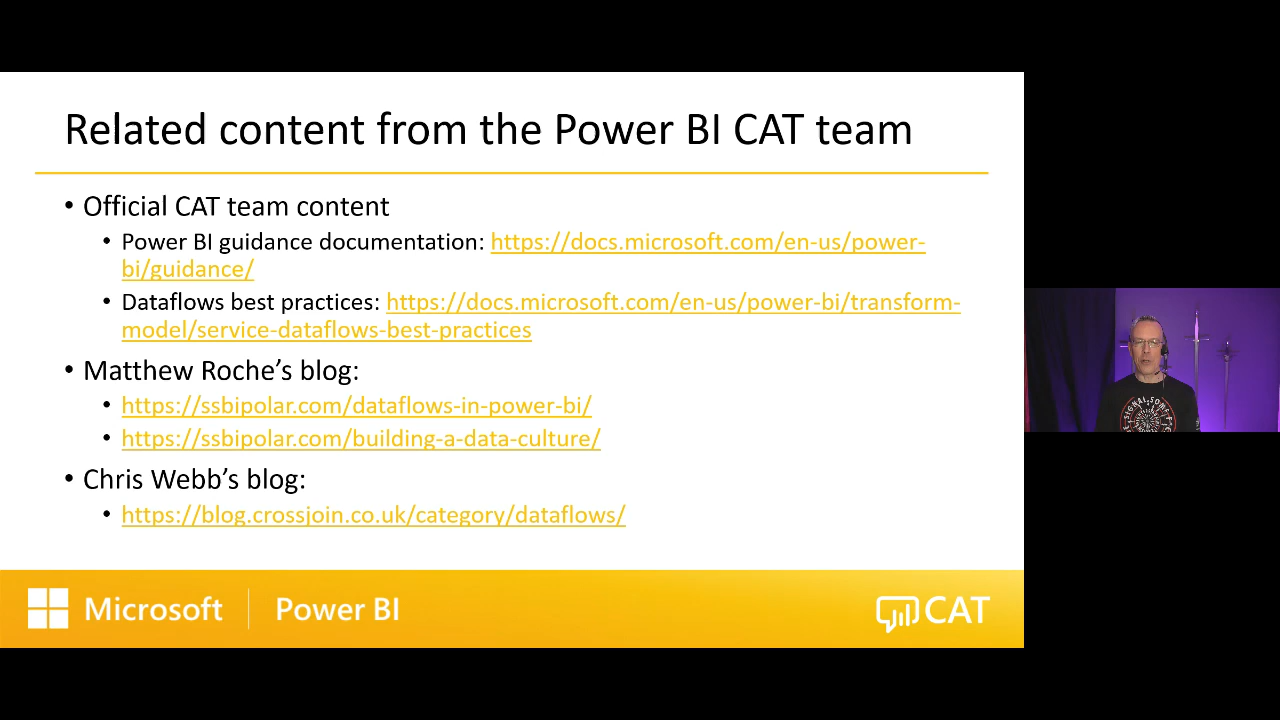 Related content from the Power BI CAT team
• Official CAT team content
• Power BI guidance documentation: https://docs.microsoft.com/en-us/power-
bi/guidance/
• Dataflows best practices: https://docs.microsoft.com/en-us/power-bi/transform-
model/service-dataflows-best-practices
• Matthew Roche’s blog:
• https://ssbipolar.com/dataflows-in-power-bi/
• https://ssbipolar.com/building-a-data-culture/
• Chris Webb’s blog:
• https://blog.crossjoin.co.uk/category/dataflows/
Microsoft | Power BI
CAT